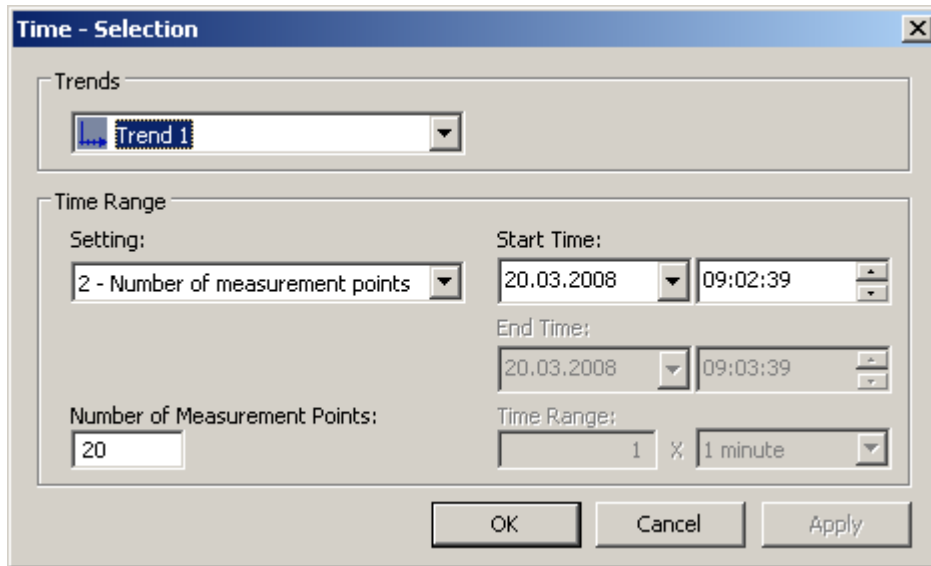 Time - Selection
Trends
Trend 1
Time Range
Setting:
2 - Number of measurement points
Start Time:
20.03.2008 09:02:39
End Time:
20.03.2008 09:03:39
Number of Measurement Points:
20
Time Range:
1 X 1 minute
OK Cancel Apply